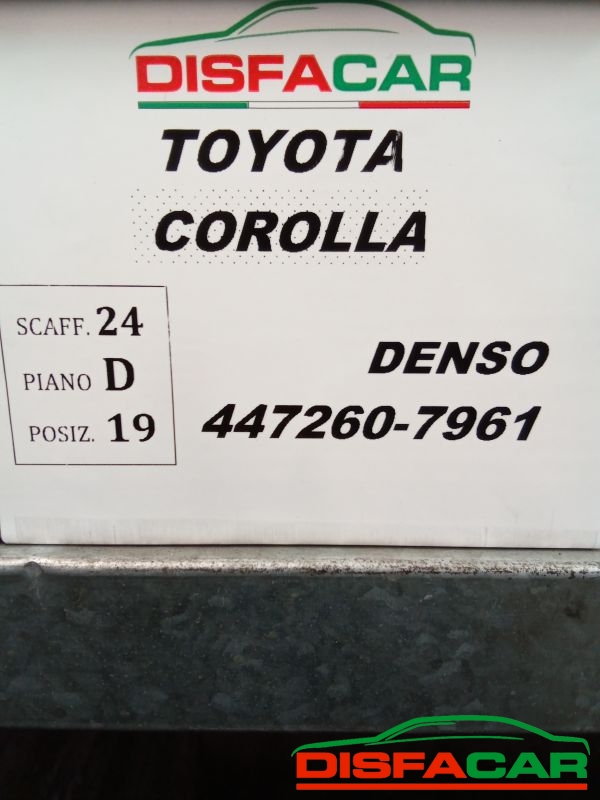 DISFACAR
TOYOTA
COROLLA
SCAFF. 24
PIANO D
POSIZ. 19
DENSO
447260-7961
DISFACAR